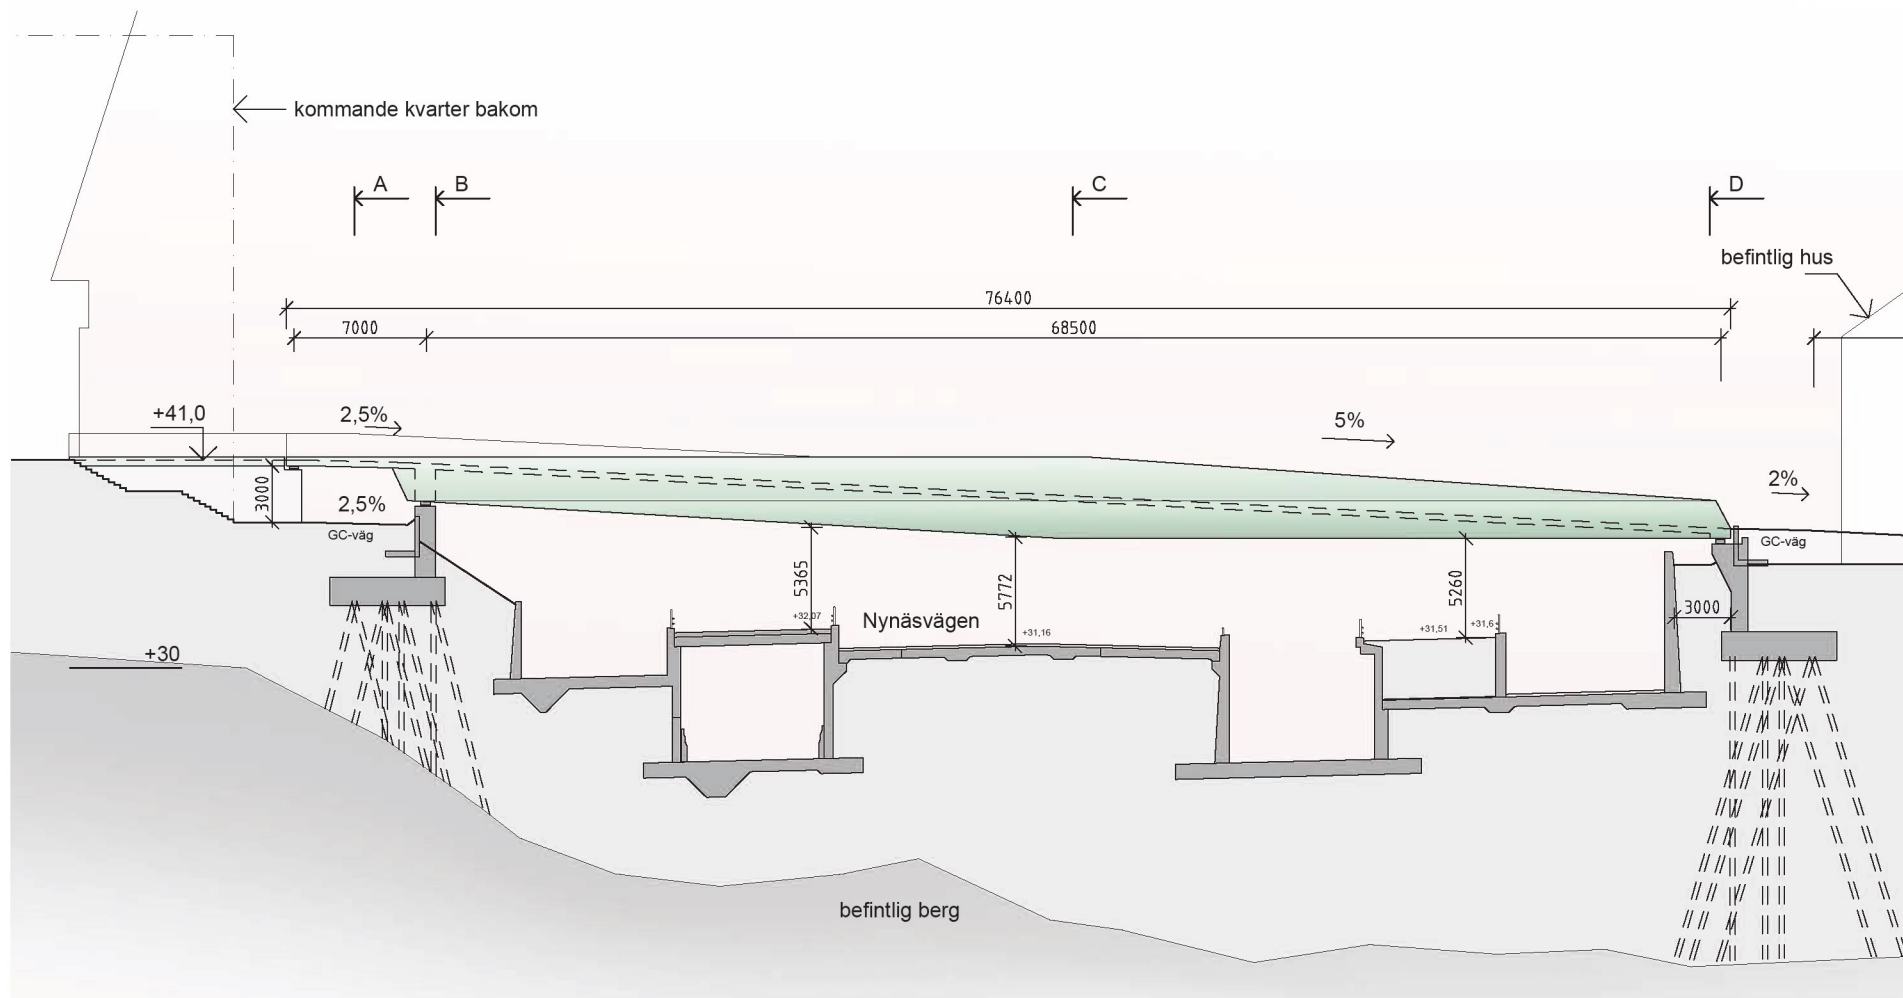 kommande kvarter bakom
A B C D
befintlig hus
76400
7000 68500
+41,0 2,5% 5%
2%
3000
2,5%
GC-väg
GC-väg
5365
5772
5260
Nynäsvägen
+32,07
+31,16
+31,51
+31,6
3000
+30
befintlig berg